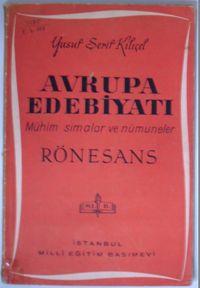 Yusuf Şerif Kılıçel
AVRUPA
EDEBİYATI
Mühim simalar ve nümuneler
RÖNESANS
İSTANBUL
MİLLÎ EĞİTİM BASIMEVİ